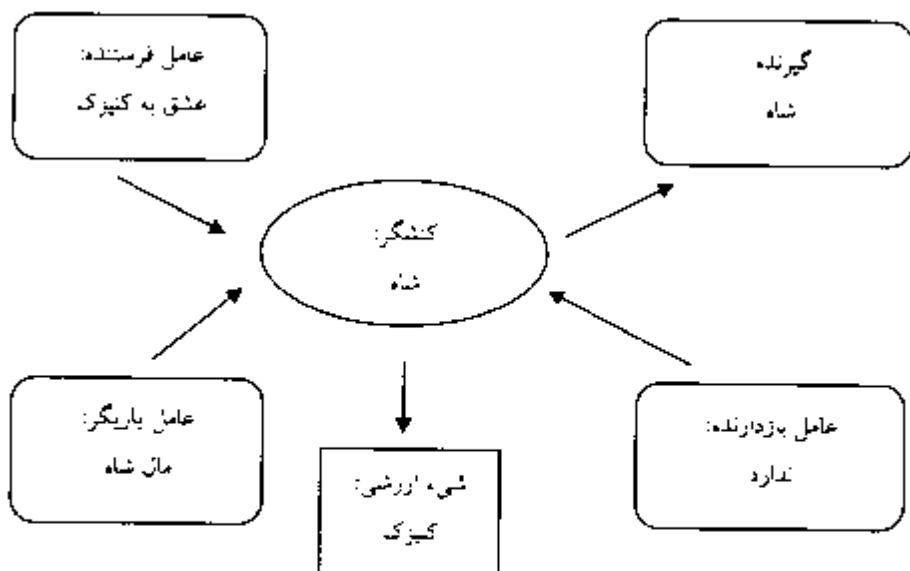 عامل فرستنده:
عشق به کنیزک
گیرنده
شاه
کنشگر:
شاه
عامل یاریگر:
مال شاه
شیء ارزشی:
کنیزک
عامل بازدارنده:
ندارد